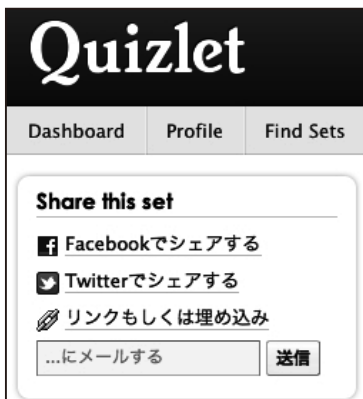 Quizlet
Dashboard Profile Find Sets
Share this set
Facebookでシェアする
Twitterでシェアする
リンクもしくは埋め込み
...にメールする 送信